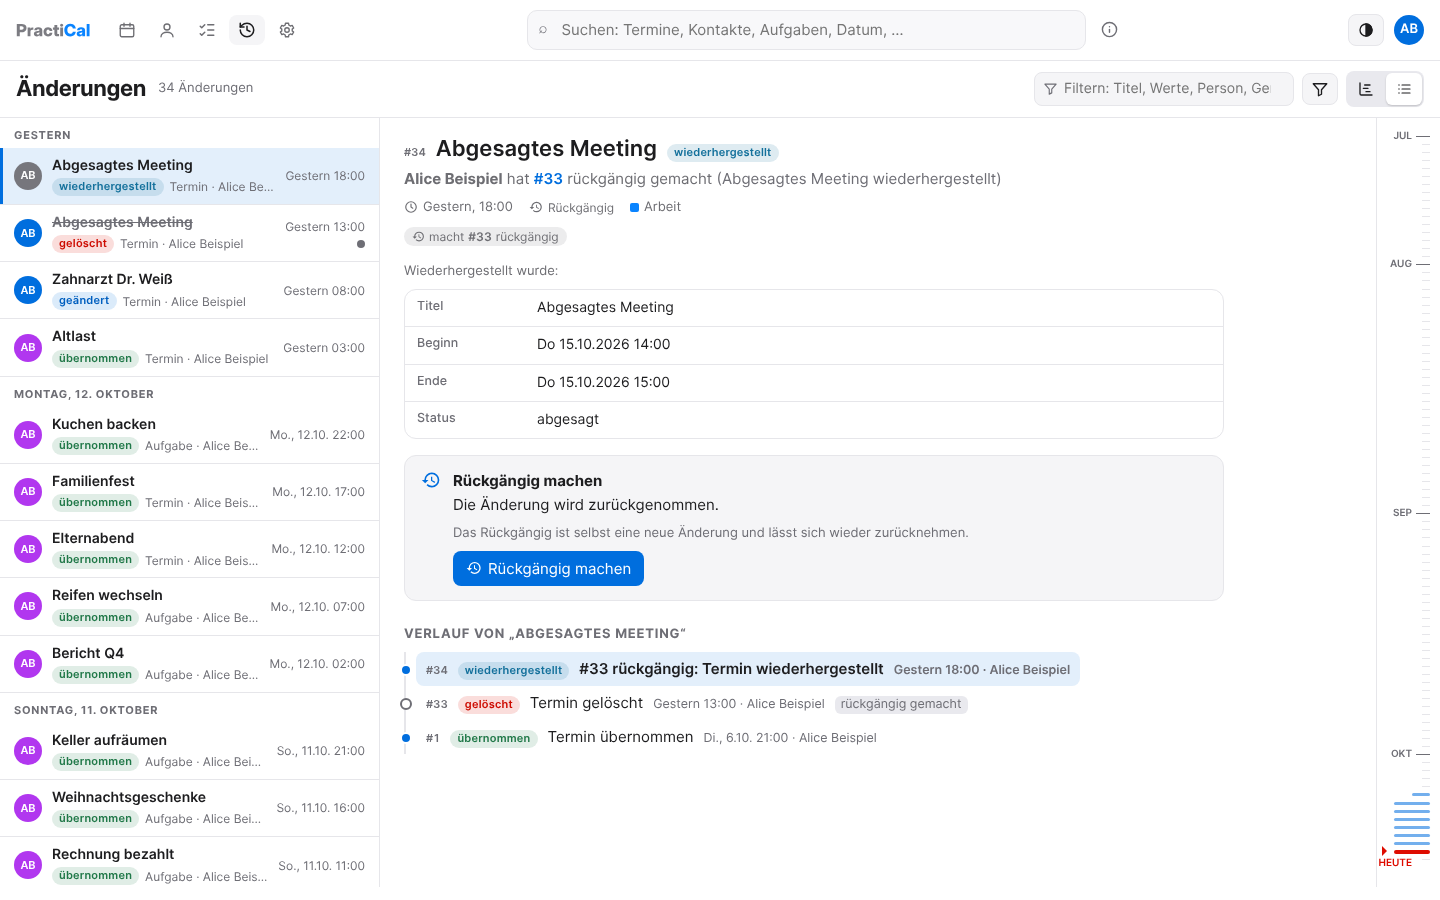 PractiCal
Suchen: Termine, Kontakte, Aufgaben, Datum, ...
AB
Änderungen
34 Änderungen
Filtern: Titel, Werte, Person, Ge
GESTERN
AB
Abgesagtes Meeting
wiederhergestellt
Termin · Alice Be...
Gestern 18:00
AB
Abgesagtes Meeting
gelöscht
Termin · Alice Beispiel
Gestern 13:00
AB
Zahnarzt Dr. Weiß
geändert
Termin · Alice Beispiel
Gestern 08:00
AB
Altlast
übernommen
Termin · Alice Beispiel
Gestern 03:00
MONTAG, 12. OKTOBER
AB
Kuchen backen
übernommen
Aufgabe · Alice Be...
Mo., 12.10. 22:00
AB
Familienfest
übernommen
Termin · Alice Beis...
Mo., 12.10. 17:00
AB
Elternabend
übernommen
Termin · Alice Beis...
Mo., 12.10. 12:00
AB
Reifen wechseln
übernommen
Aufgabe · Alice Be...
Mo., 12.10. 07:00
AB
Bericht Q4
übernommen
Aufgabe · Alice Be...
Mo., 12.10. 02:00
SONNTAG, 11. OKTOBER
AB
Keller aufräumen
übernommen
Aufgabe · Alice Bei...
So., 11.10. 21:00
AB
Weihnachtsgeschenke
übernommen
Aufgabe · Alice Bei...
So., 11.10. 16:00
AB
Rechnung bezahlt
übernommen
Aufgabe · Alice Beis...
So., 11.10. 11:00
#34 Abgesagtes Meeting wiederhergestellt
Alice Beispiel hat #33 rückgängig gemacht (Abgesagtes Meeting wiederhergestellt)
Gestern, 18:00 Rückgängig Arbeit
macht #33 rückgängig
Wiederhergestellt wurde:
Titel Abgesagtes Meeting
Beginn Do 15.10.2026 14:00
Ende Do 15.10.2026 15:00
Status abgesagt
Rückgängig machen
Die Änderung wird zurückgenommen.
Das Rückgängig ist selbst eine neue Änderung und lässt sich wieder zurücknehmen.
Rückgängig machen
VERLAUF VON „ABGESAGTES MEETING“
#34 wiederhergestellt #33 rückgängig: Termin wiederhergestellt Gestern 18:00 · Alice Beispiel
#33 gelöscht Termin gelöscht Gestern 13:00 · Alice Beispiel rückgängig gemacht
#1 übernommen Termin übernommen Di., 6.10. 21:00 · Alice Beispiel
JUL
AUG
SEP
OKT
HEUTE